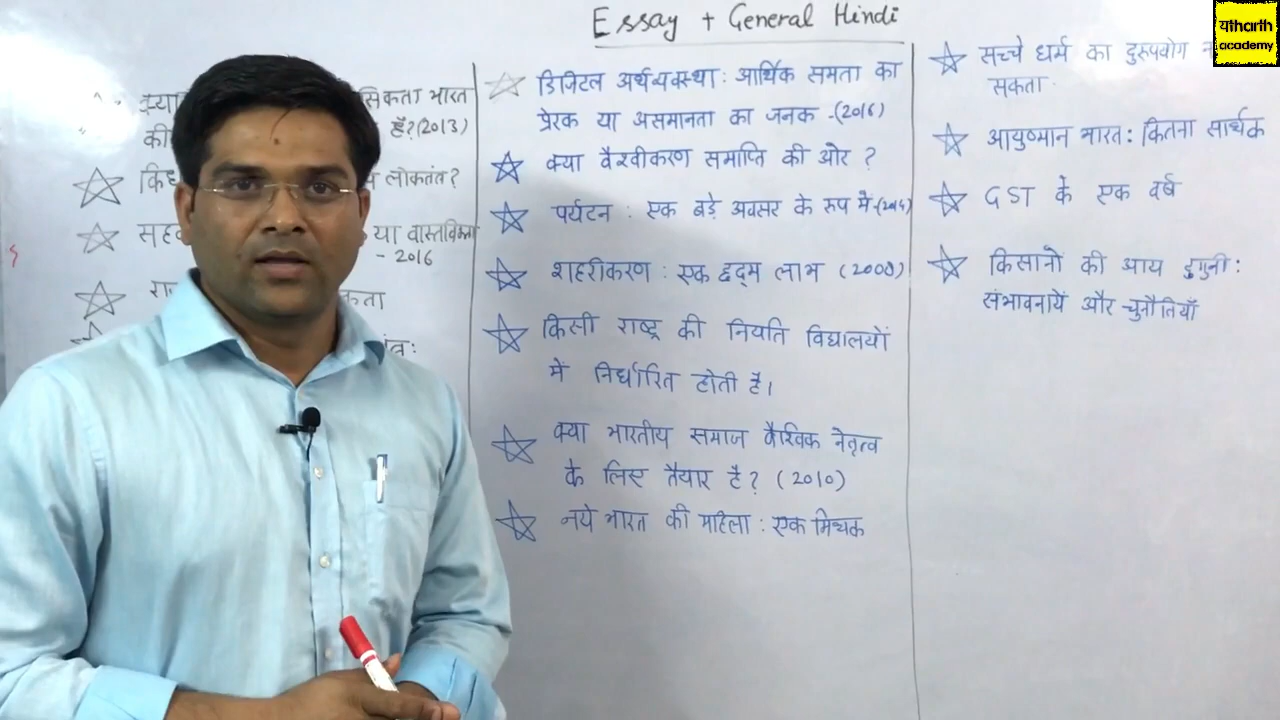 Essay + General Hindi
यथार्थ
academy
सिकता भारत
की
हैं? (2013)
लोकतंत्र?
या वास्तविकता
- 2016
डिजिटल अर्थव्यवस्था: आर्थिक समता का
प्रेरक या असमानता का जनक -(2016)
क्या वैश्वीकरण समाप्ति की ओर ?
पर्यटन : एक बड़े अवसर के रूप में-(2014)
शहरीकरण : एक छद्म लाभ (2008)
किसी राष्ट्र की नियति विद्यालयों
में निर्धारित होती है।
क्या भारतीय समाज वैश्विक नेतृत्व
के लिए तैयार है? (2010)
नये भारत की महिला : एक मिथक
सच्चे धर्म का दुरूपयोग
सकता
आयुष्मान भारत: कितना सार्थक
GST के एक वर्ष
किसानों की आय दुगुनी:
संभावनायें और चुनौतियाँ